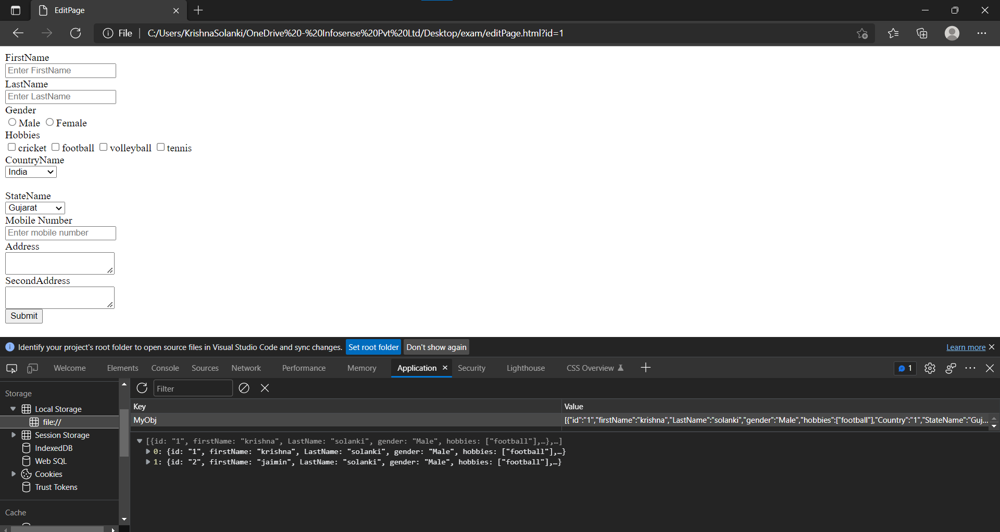 EditPage
File C:/Users/KrishnaSolanki/OneDrive%20-%20Infosense%20Pvt%20Ltd/Desktop/exam/editPage.html?id=1
FirstName
Enter FirstName
LastName
Enter LastName
Gender
Male Female
Hobbies
cricket football volleyball tennis
CountryName
India
StateName
Gujarat
Mobile Number
Enter mobile number
Address
SecondAddress
Submit
Identify your project's root folder to open source files in Visual Studio Code and sync changes. Set root folder Don't show again Learn more
Welcome Elements Console Sources Network Performance Memory Application Security Lighthouse CSS Overview 1
Storage
Filter
Key Value
Local Storage
MyObj [{"id":"1","firstName":"krishna","LastName":"solanki","gender":"Male","hobbies":["football"],"Country":"1","StateName":"Guj...
file://
Session Storage
[{id: "1", firstName: "krishna", LastName: "solanki", gender: "Male", hobbies: ["football"],…},…]
IndexedDB
0: {id: "1", firstName: "krishna", LastName: "solanki", gender: "Male", hobbies: ["football"],…}
Web SQL
1: {id: "2", firstName: "jaimin", LastName: "solanki", gender: "Male", hobbies: ["football"],…}
Cookies
Trust Tokens
Cache